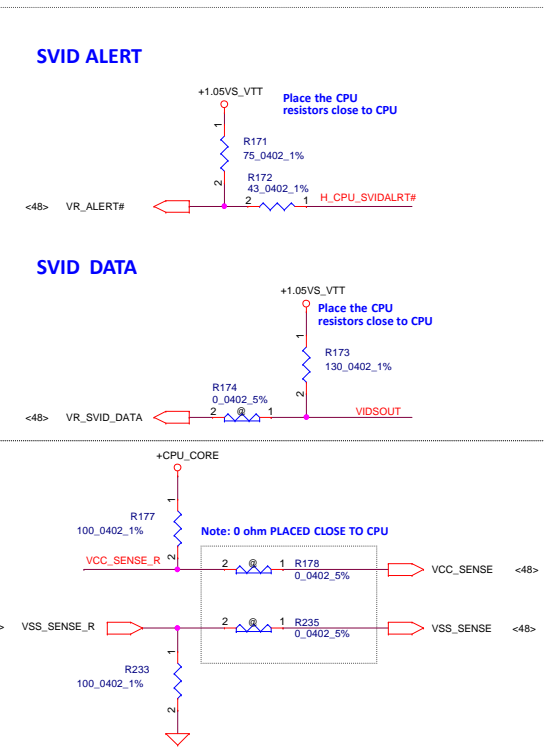 SVID ALERT
+1.05VS_VTT
Place the CPU
resistors close to CPU
1
R171
75_0402_1%
2
R172
43_0402_1%
<48> VR_ALERT# 2 1 H_CPU_SVIDALRT#
SVID DATA
+1.05VS_VTT
Place the CPU
resistors close to CPU
1
R173
130_0402_1%
2
R174
0_0402_5%
<48> VR_SVID_DATA 2 @ 1 VIDSOUT
+CPU_CORE
1
R177
100_0402_1%
2
Note: 0 ohm PLACED CLOSE TO CPU
VCC_SENSE_R 2 @ 1 R178 VCC_SENSE <48>
0_0402_5%
> VSS_SENSE_R 2 @ 1 R235 VSS_SENSE <48>
0_0402_5%
1
R233
100_0402_1%
2